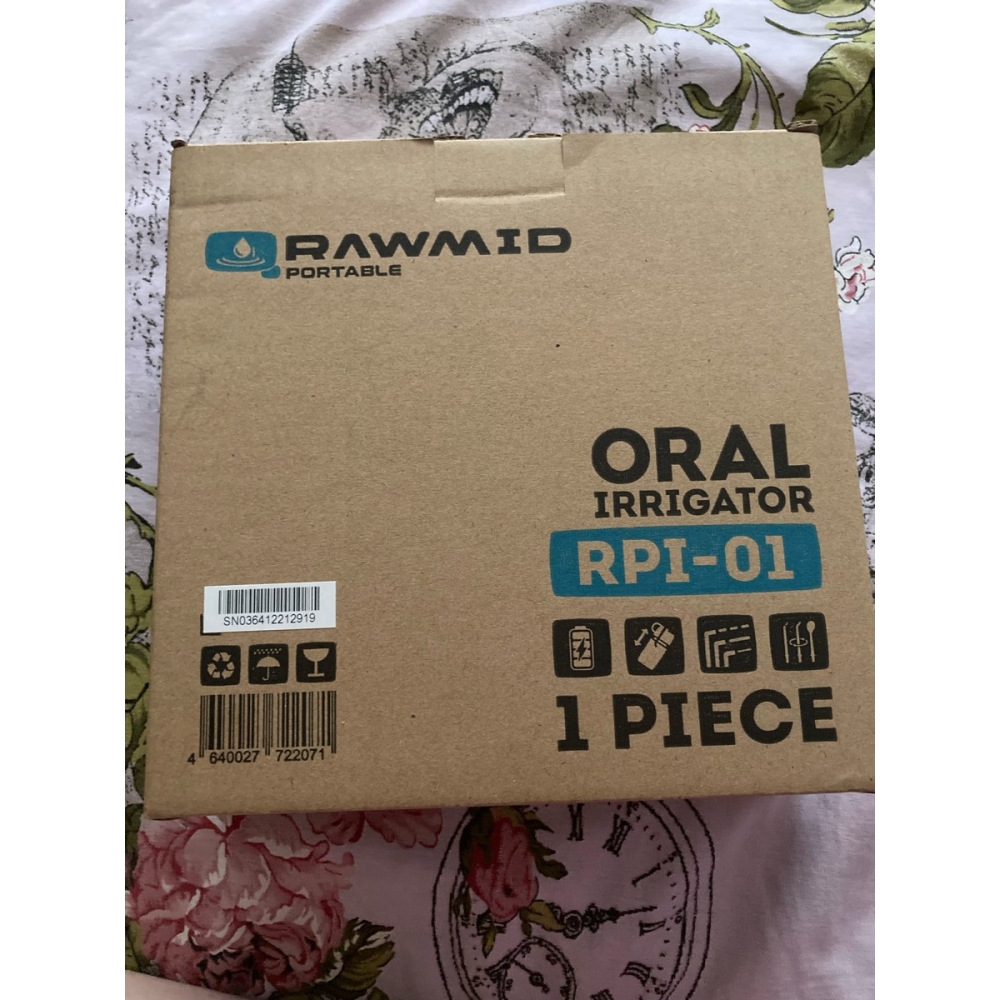 RAWMID
PORTABLE
ORAL
IRRIGATOR
RPI-01
SN036412212919
1 PIECE
4 640027 722071